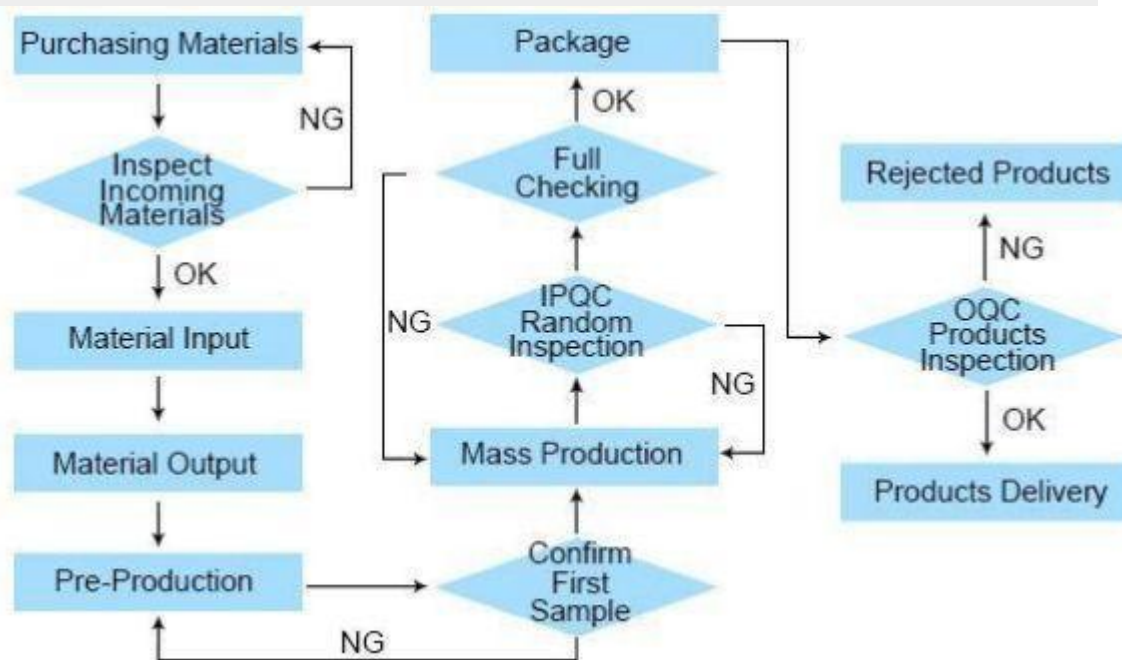 Purchasing Materials
NG
Inspect
Incoming
Materials
OK
Material Input
Material Output
Pre-Production
NG
Confirm
First
Sample
Mass Production
NG
IPQC
Random
Inspection
NG
Full
Checking
OK
Package
Rejected Products
NG
OQC
Products
Inspection
OK
Products Delivery